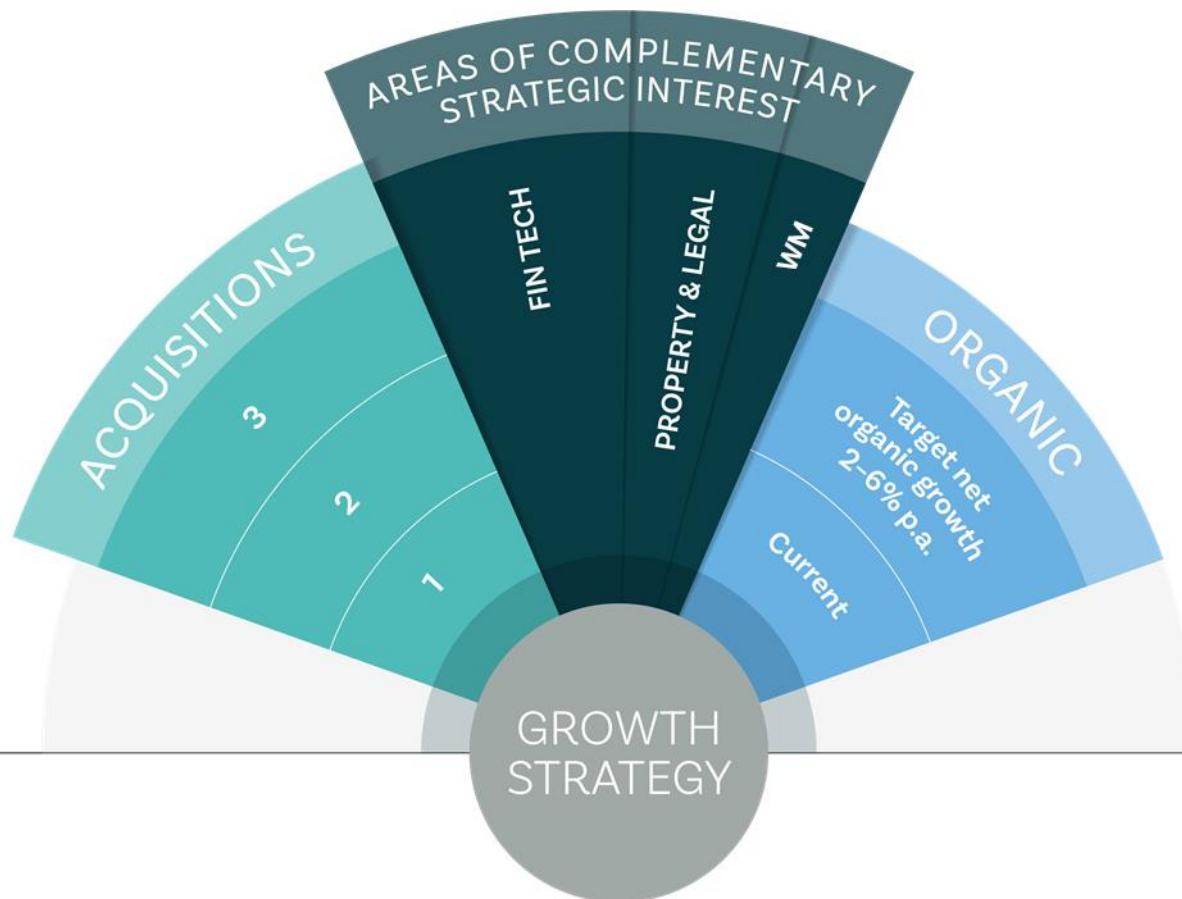 AREAS OF COMPLEMENTARY
STRATEGIC INTEREST
ACQUISITIONS
3
2
1
FIN TECH
PROPERTY & LEGAL
WM
ORGANIC
Target net
organic growth
2-6% p.a.
Current
GROWTH
STRATEGY